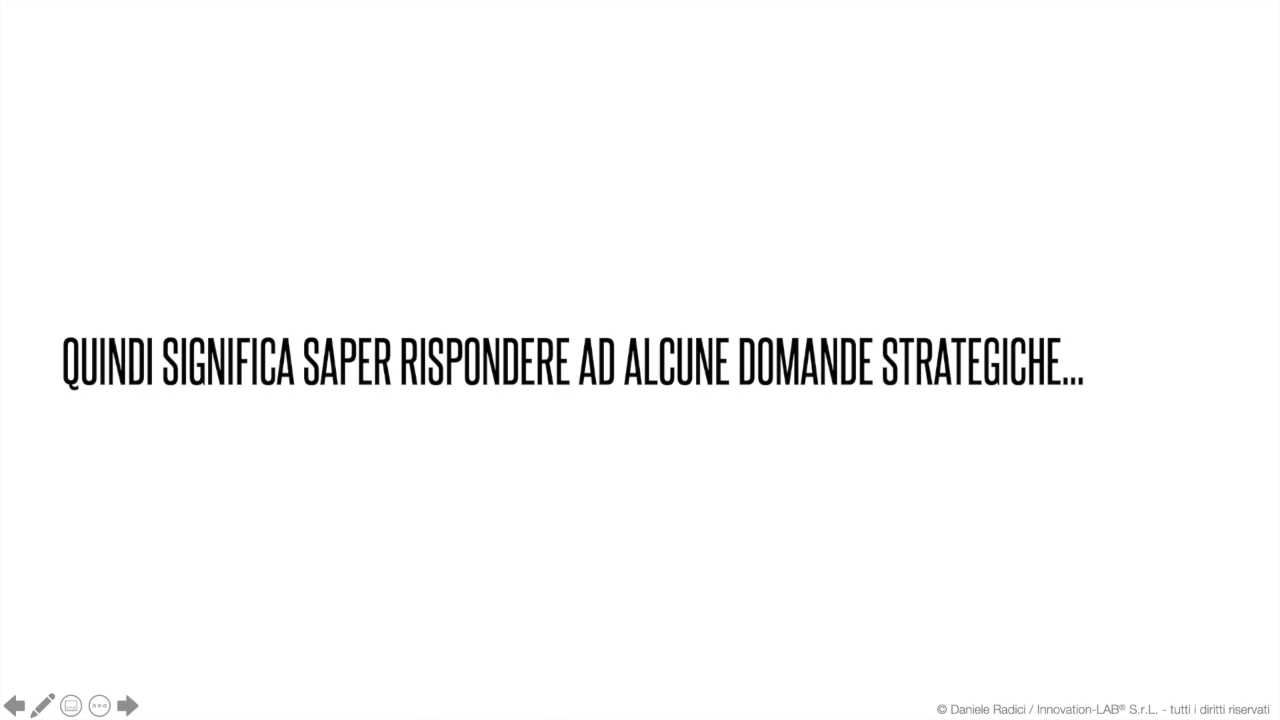 QUINDI SIGNIFICA SAPER RISPONDERE AD ALCUNE DOMANDE STRATEGICHE...
© Daniele Radici / Innovation-LAB® S.r.L. - tutti i diritti riservati